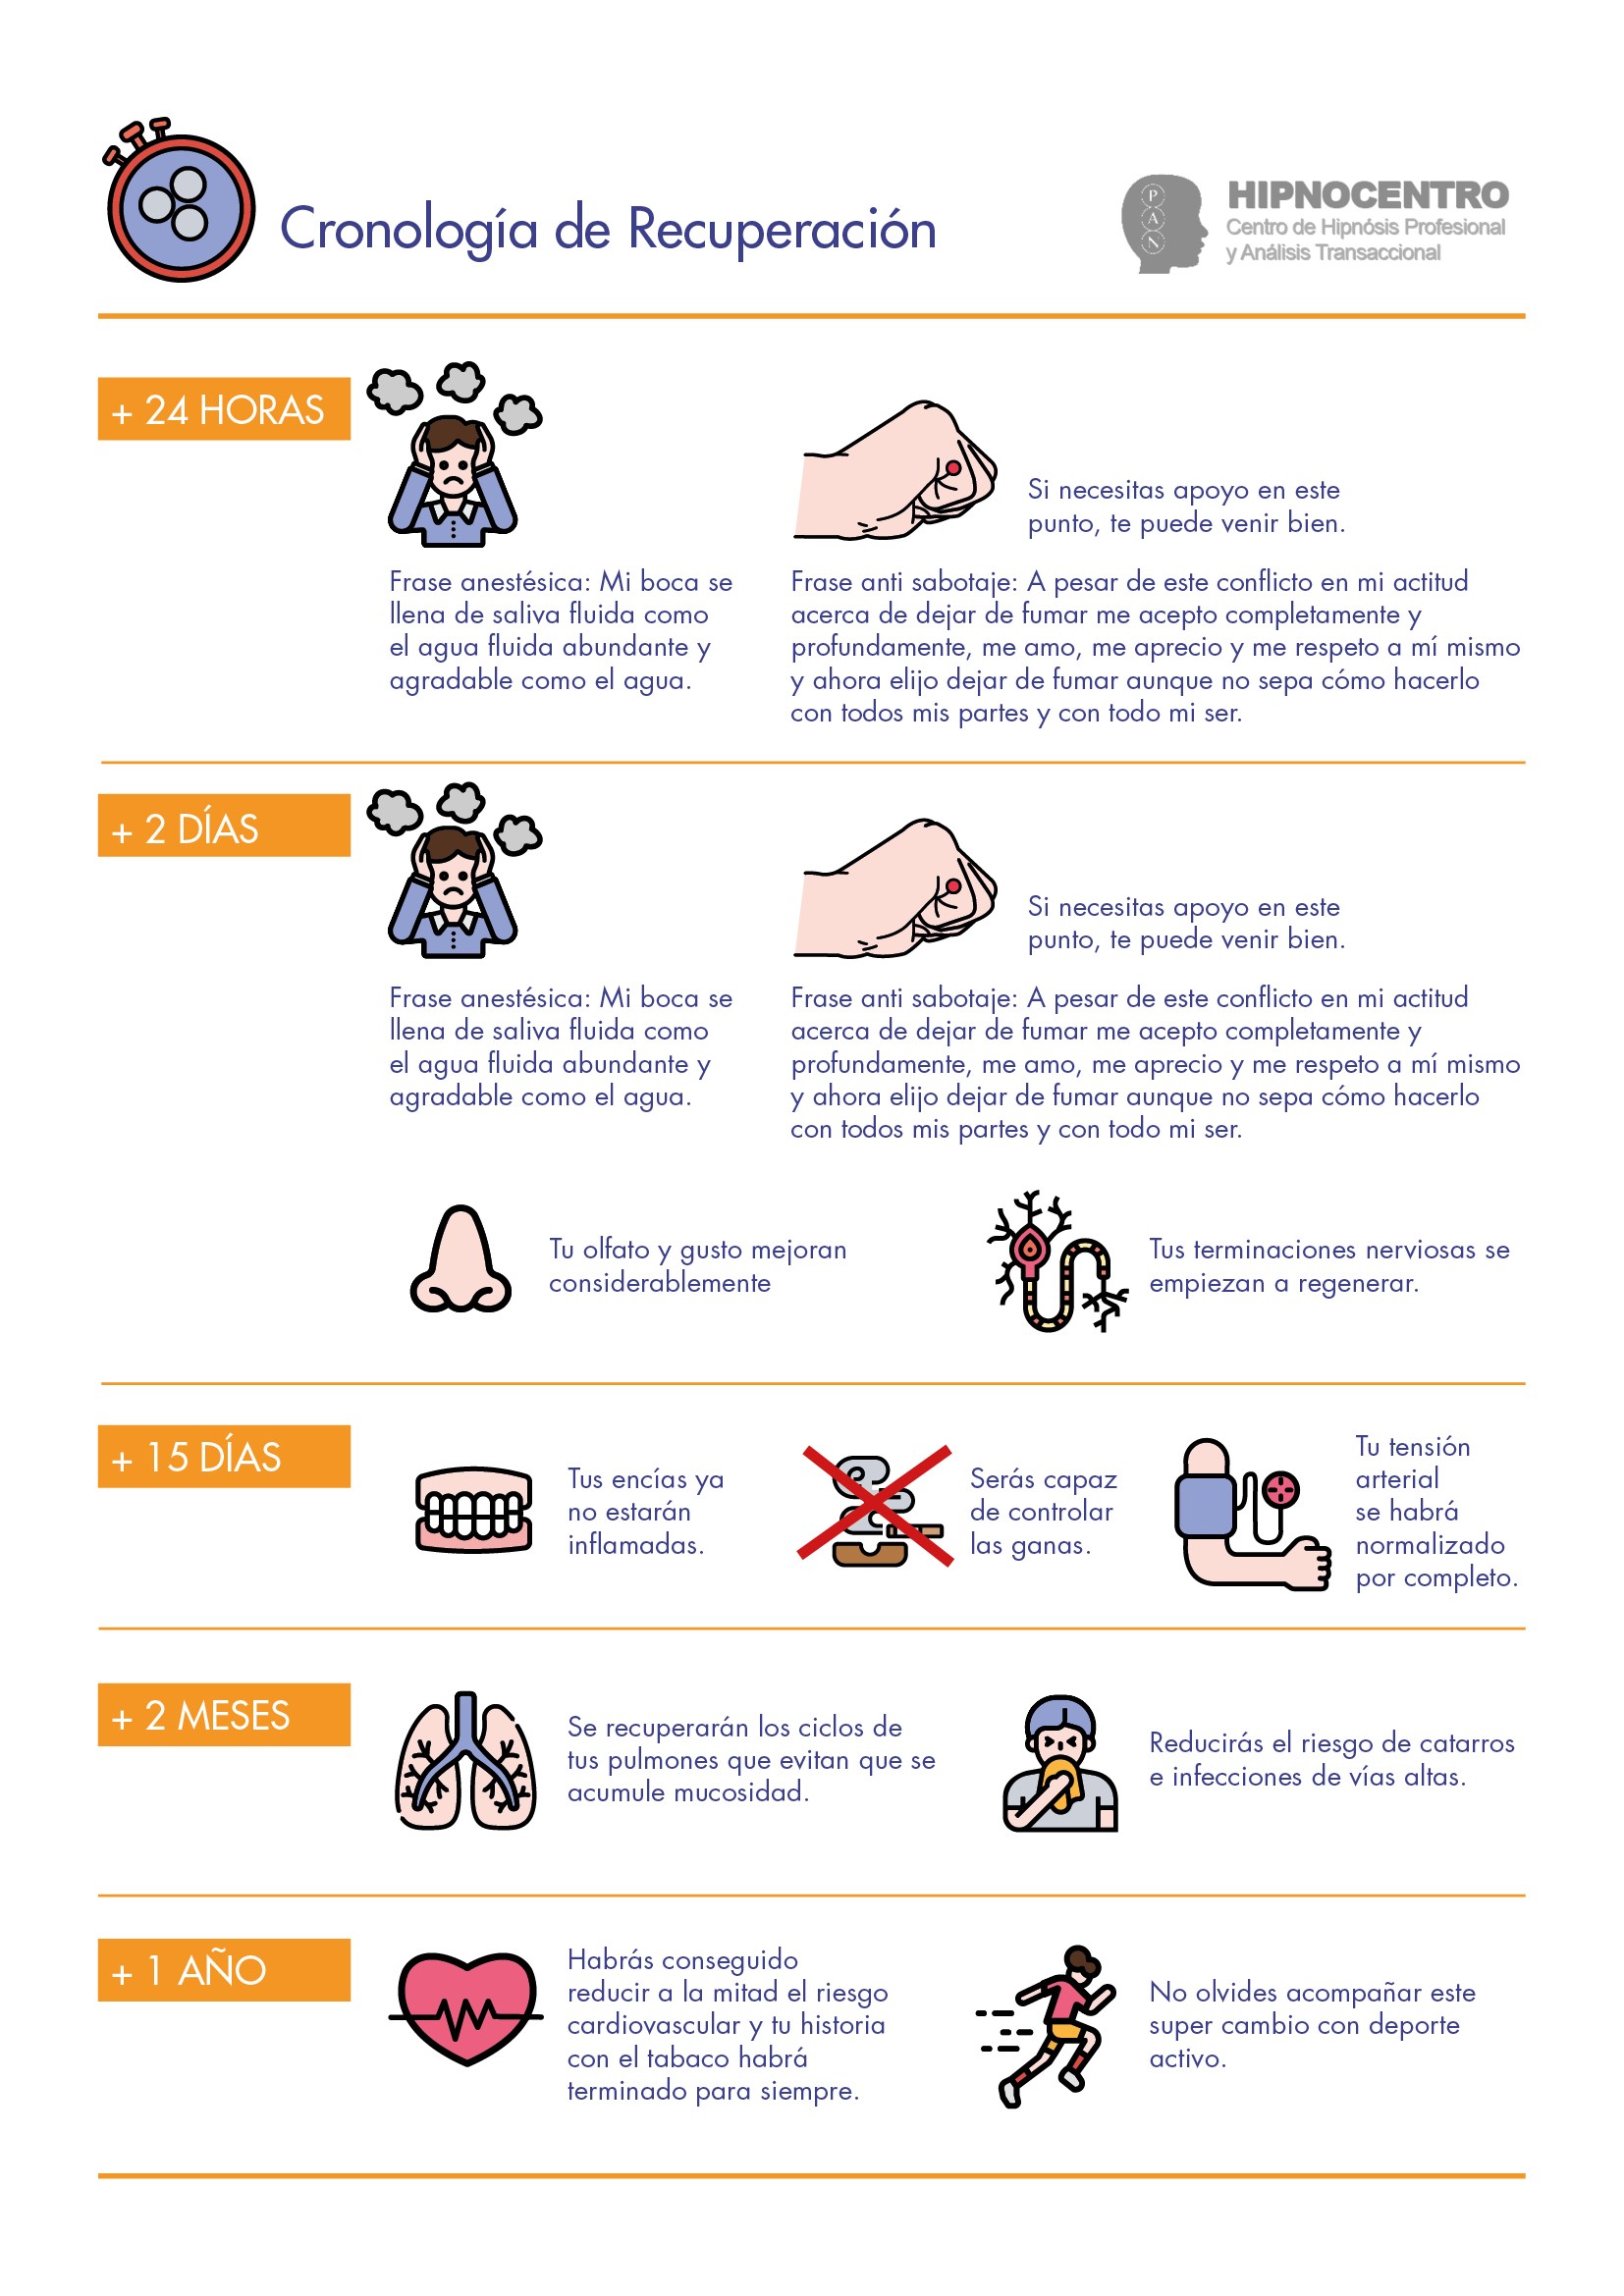 Cronología de Recuperación
PAN
HIPNOCENTRO
Centro de Hipnósis Profesional
y Análisis Transaccional
+ 24 HORAS
Si necesitas apoyo en este
punto, te puede venir bien.
Frase anestésica: Mi boca se
llena de saliva fluida como
el agua fluida abundante y
agradable como el agua.
Frase anti sabotaje: A pesar de este conflicto en mi actitud
acerca de dejar de fumar me acepto completamente y
profundamente, me amo, me aprecio y me respeto a mí mismo
y ahora elijo dejar de fumar aunque no sepa cómo hacerlo
con todos mis partes y con todo mi ser.
+ 2 DÍAS
Si necesitas apoyo en este
punto, te puede venir bien.
Frase anestésica: Mi boca se
llena de saliva fluida como
el agua fluida abundante y
agradable como el agua.
Frase anti sabotaje: A pesar de este conflicto en mi actitud
acerca de dejar de fumar me acepto completamente y
profundamente, me amo, me aprecio y me respeto a mí mismo
y ahora elijo dejar de fumar aunque no sepa cómo hacerlo
con todos mis partes y con todo mi ser.
Tu olfato y gusto mejoran
considerablemente
Tus terminaciones nerviosas se
empiezan a regenerar.
+ 15 DÍAS
Tus encías ya
no estarán
inflamadas.
Serás capaz
de controlar
las ganas.
Tu tensión
arterial
se habrá
normalizado
por completo.
+ 2 MESES
Se recuperarán los ciclos de
tus pulmones que evitan que se
acumule mucosidad.
Reducirás el riesgo de catarros
e infecciones de vías altas.
+ 1 AÑO
Habrás conseguido
reducir a la mitad el riesgo
cardiovascular y tu historia
con el tabaco habrá
terminado para siempre.
No olvides acompañar este
super cambio con deporte
activo.